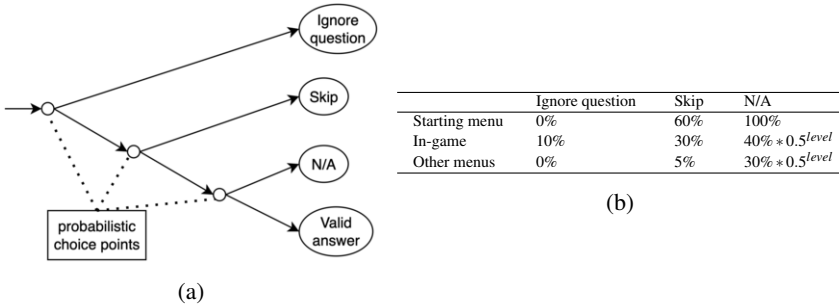 Ignore
question
Skip
N/A
Valid
answer
probabilistic
choice points
(a)
Ignore question Skip N/A
Starting menu 0% 60% 100%
In-game 10% 30% 40% ∗ 0.5^level
Other menus 0% 5% 30% ∗ 0.5^level
(b)